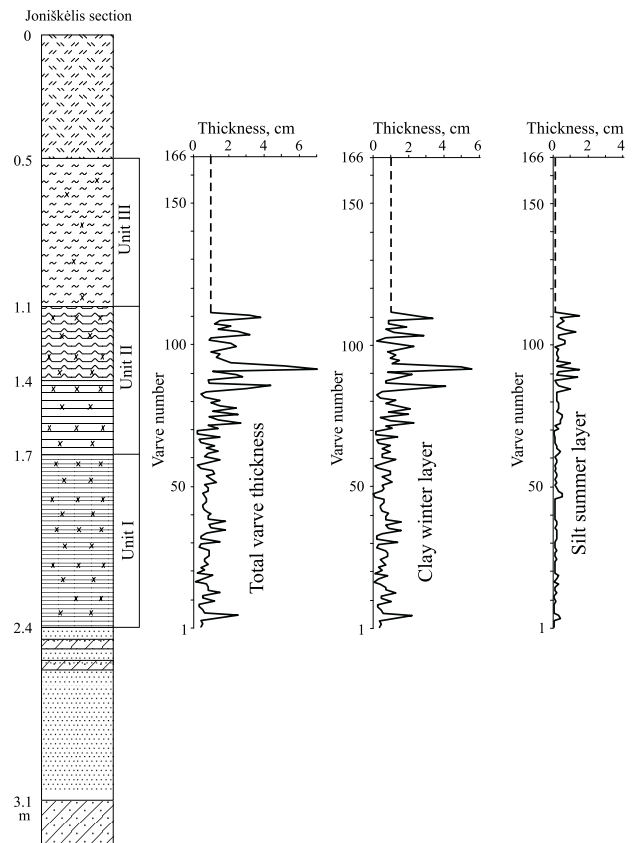 Joniškėlis section
0
0.5
1.1
1.4
1.7
2.4
3.1
m
Unit III
Unit II
Unit I
Thickness, cm
0 2 4 6
166
150
100
50
1
Varve number
Total varve thickness
Thickness, cm
0 2 4 6
166
150
100
50
1
Varve number
Clay winter layer
Thickness, cm
0 2 4
166
150
100
50
1
Varve number
Silt summer layer